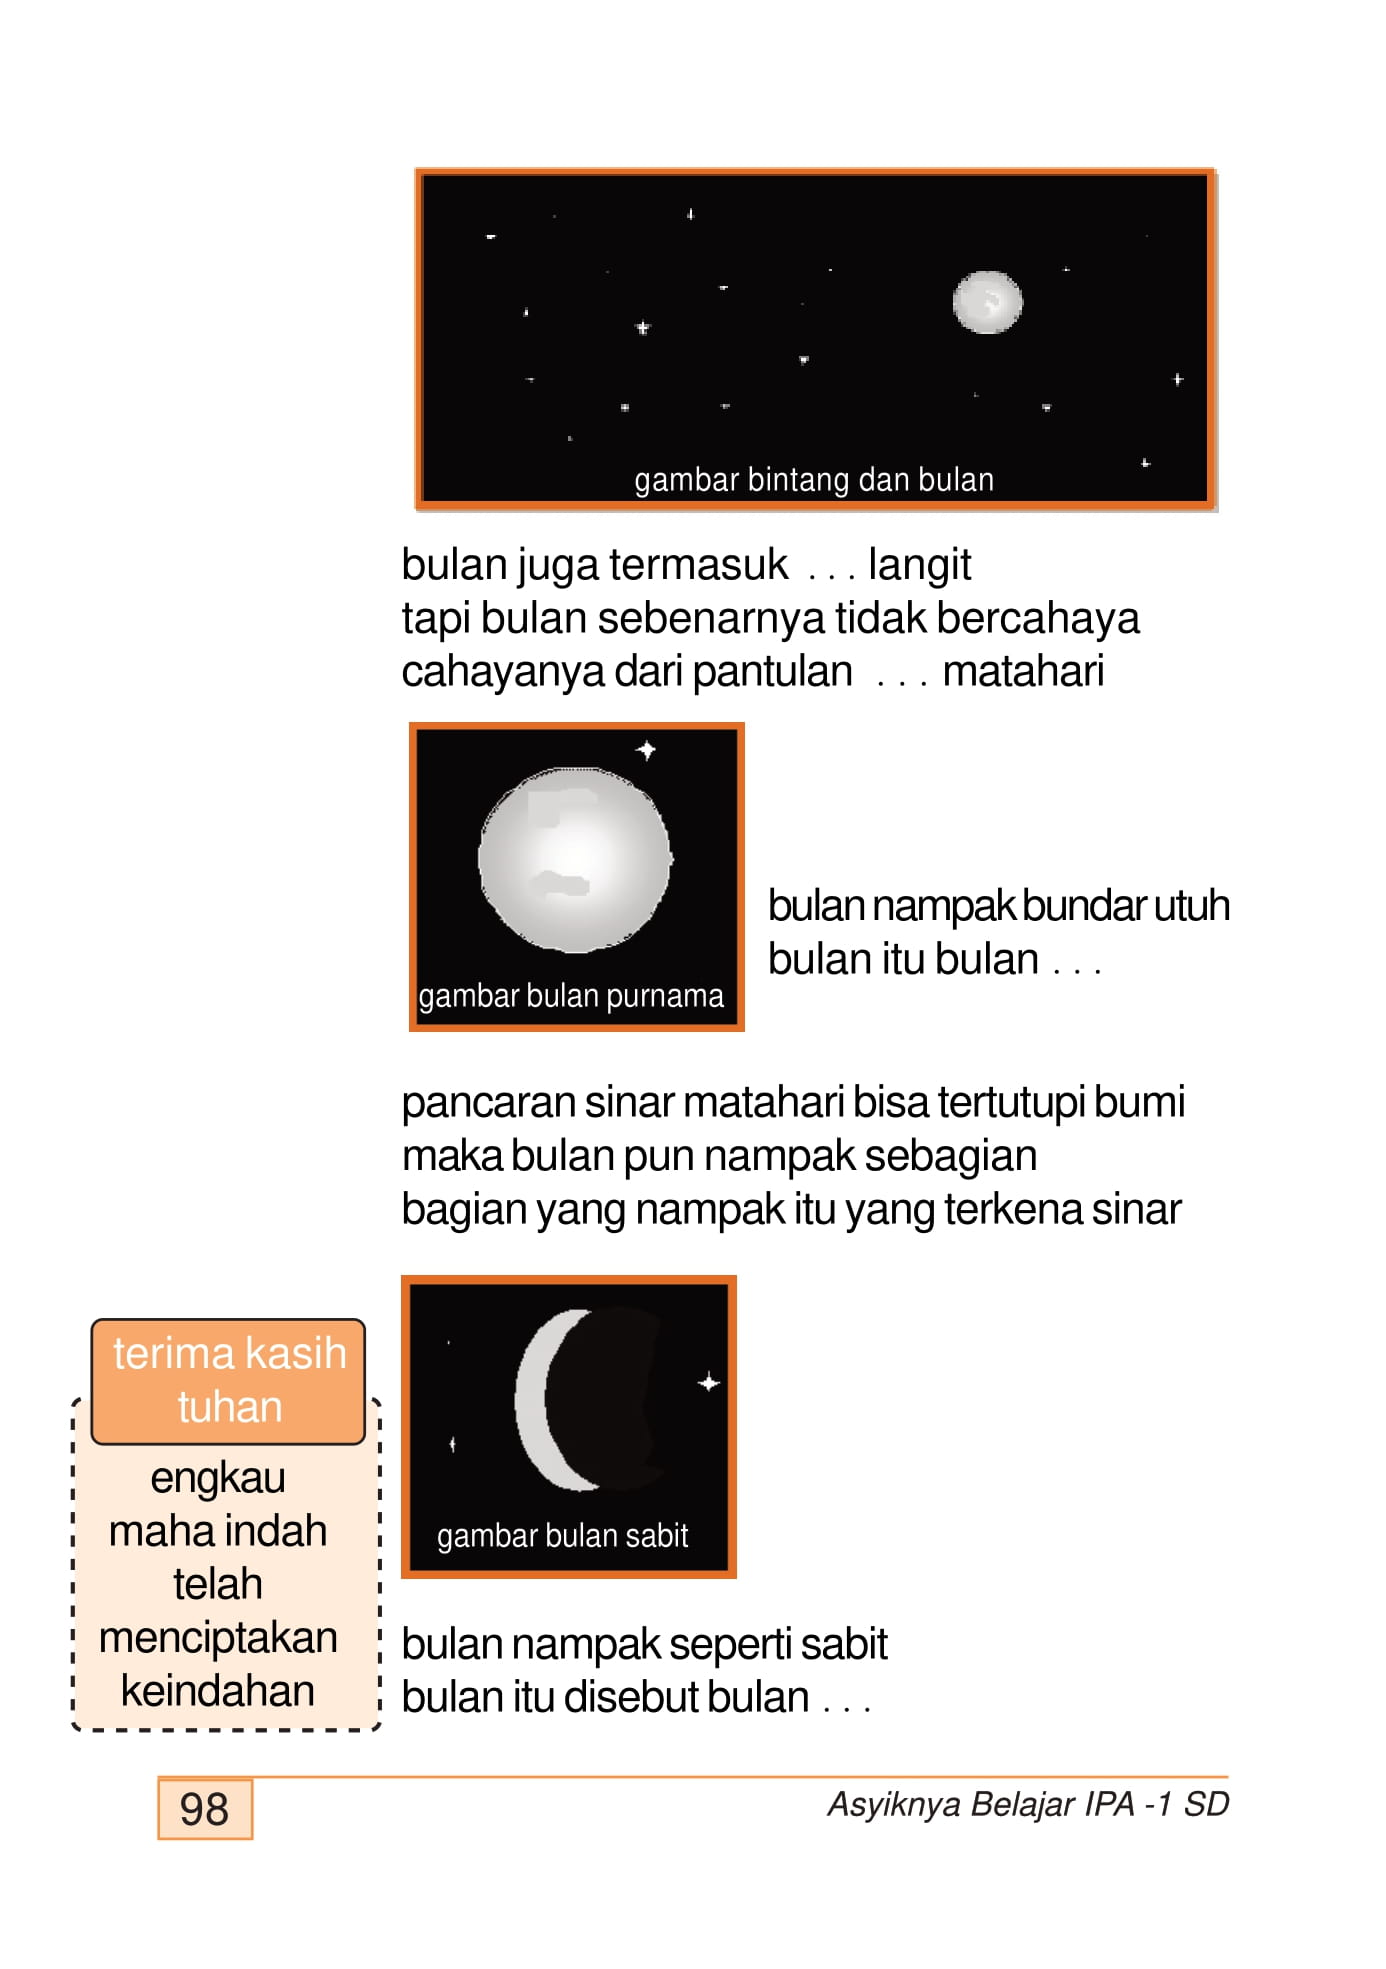 gambar bintang dan bulan
bulan juga termasuk . . . langit
tapi bulan sebenarnya tidak bercahaya
cahayanya dari pantulan . . . matahari
gambar bulan purnama
bulan nampak bundar utuh
bulan itu bulan . . .
pancaran sinar matahari bisa tertutupi bumi
maka bulan pun nampak sebagian
bagian yang nampak itu yang terkena sinar
terima kasih
tuhan
engkau
maha indah
telah
menciptakan
keindahan
gambar bulan sabit
bulan nampak seperti sabit
bulan itu disebut bulan . . .
98
Asyiknya Belajar IPA -1 SD